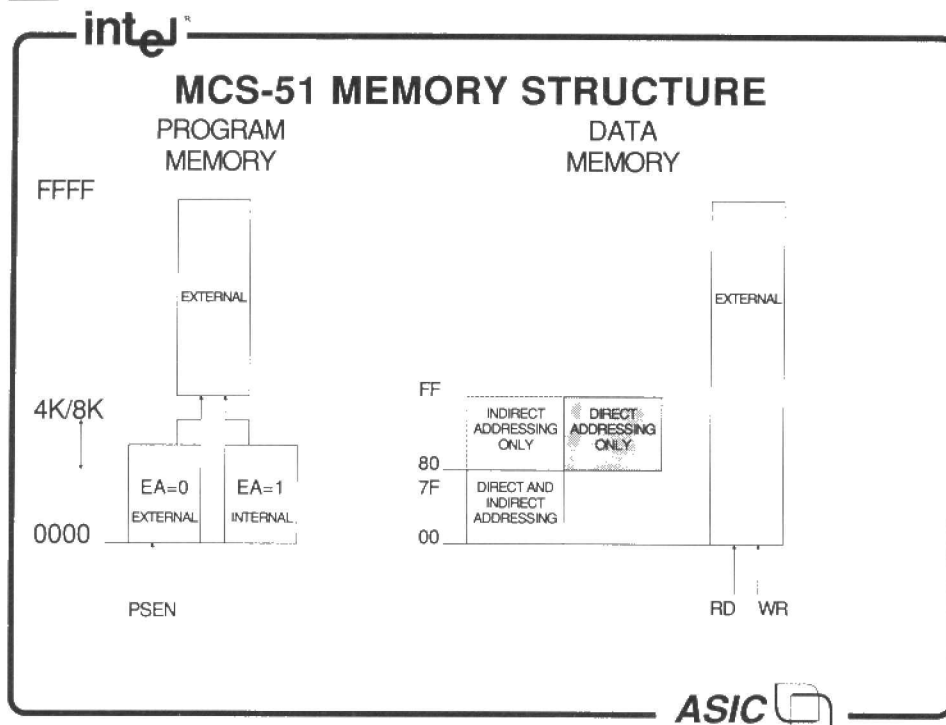 intel®
MCS-51 MEMORY STRUCTURE
PROGRAM
MEMORY
DATA
MEMORY
FFFF
EXTERNAL
EXTERNAL
4K/8K
EA=0
EXTERNAL
EA=1
INTERNAL
0000
PSEN
FF
INDIRECT
ADDRESSING
ONLY
DIRECT
ADDRESSING
ONLY
80
7F
DIRECT AND
INDIRECT
ADDRESSING
00
RD WR
ASIC